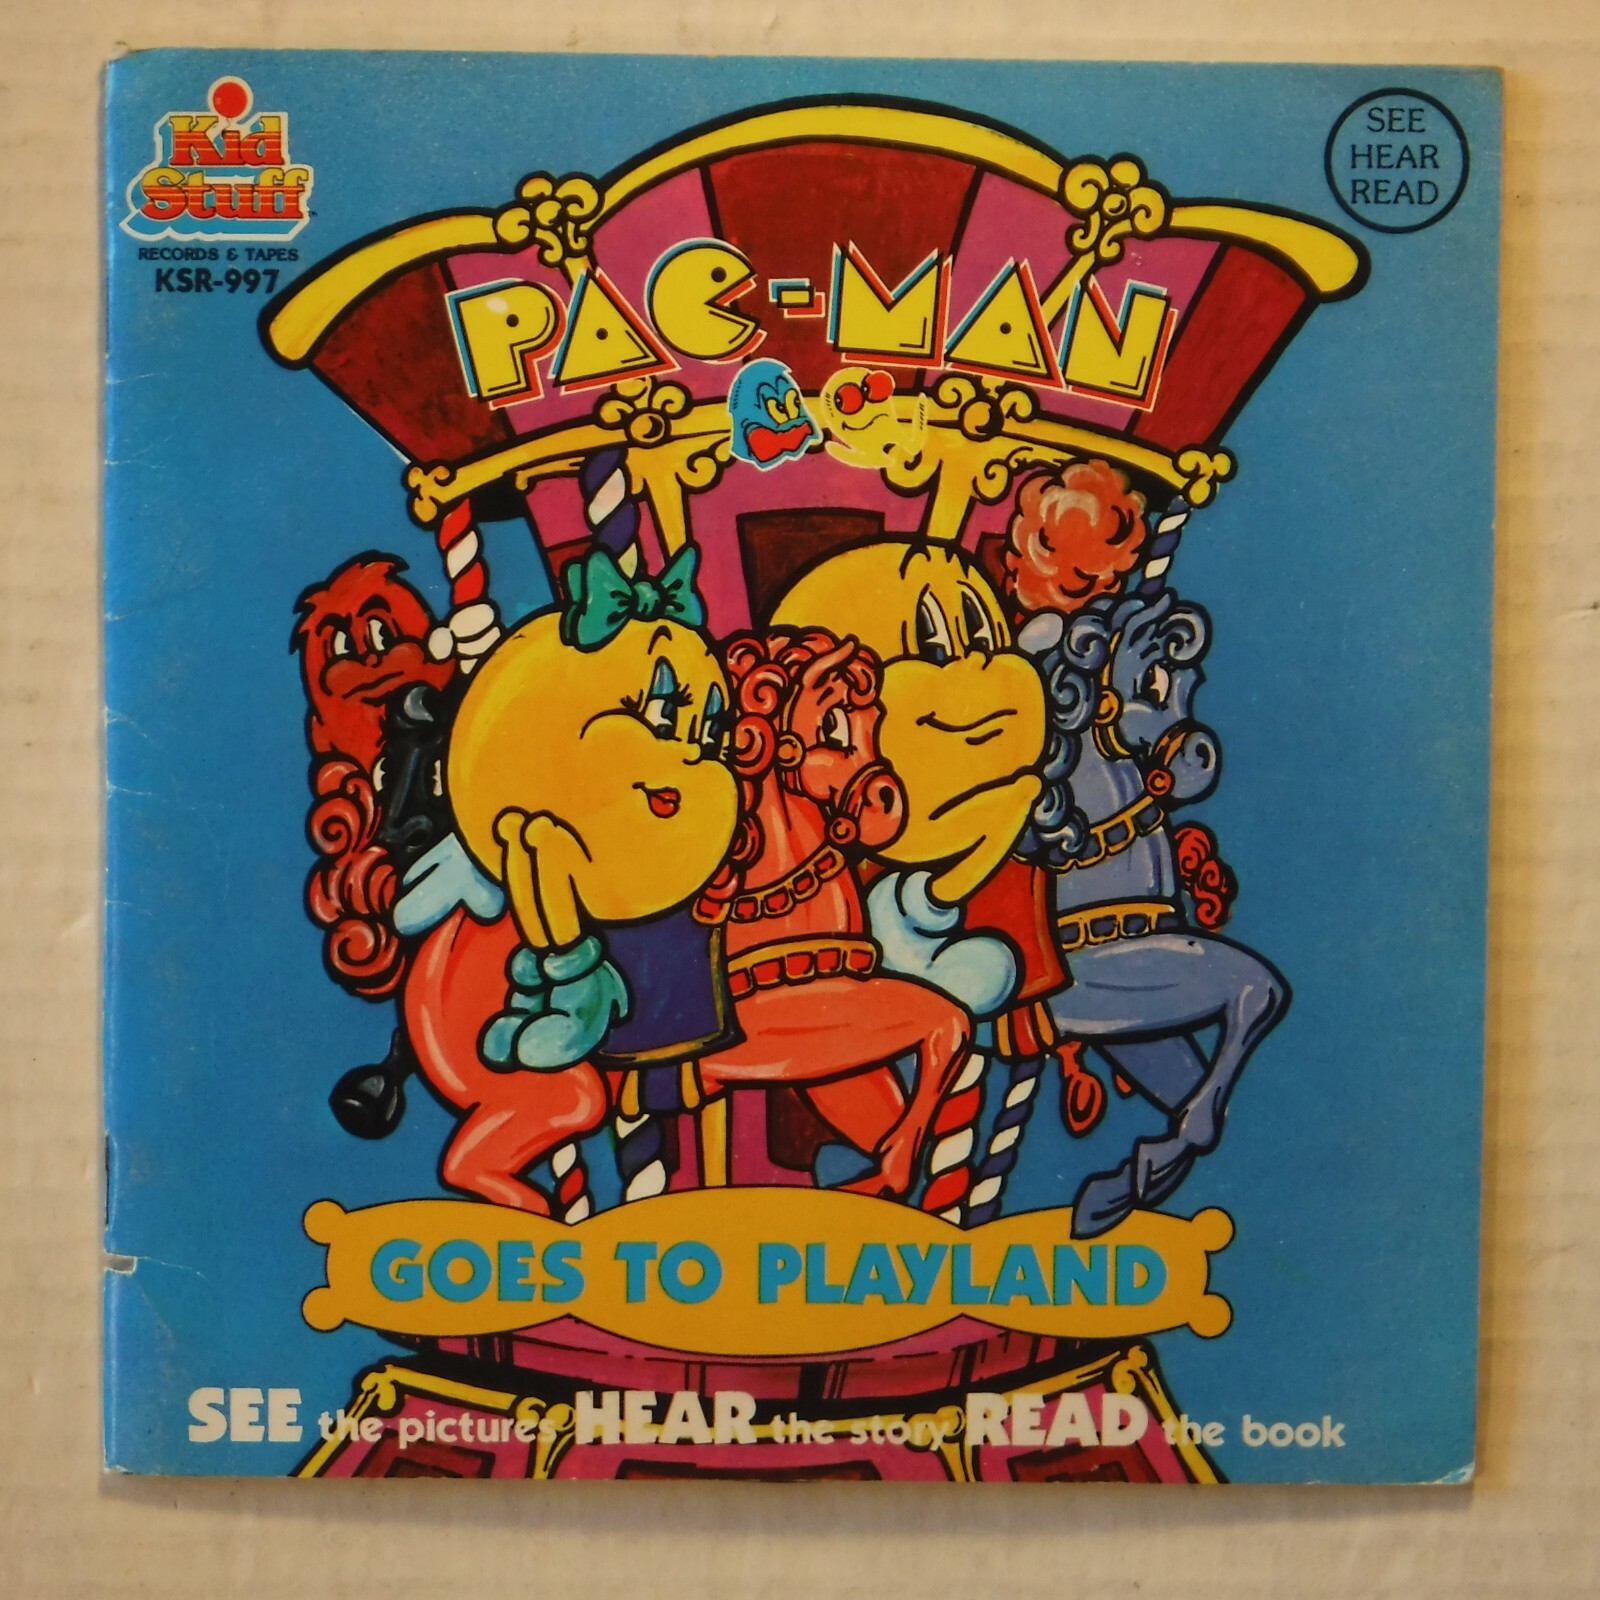 Kid
Stuff
RECORDS & TAPES
KSR-997
SEE
HEAR
READ
PAC-MAN
GOES TO PLAYLAND
SEE the pictures HEAR the story READ the book